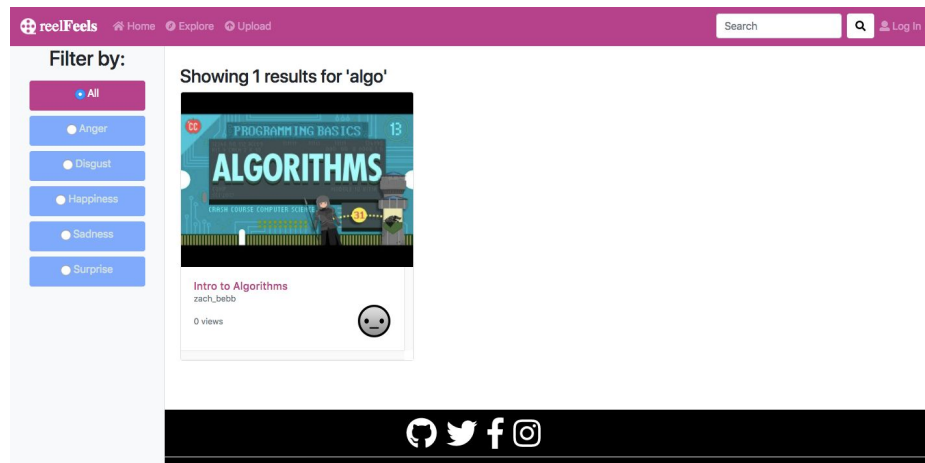 reelFeels Home Explore Upload Search Log In
Filter by:
All
Anger
Disgust
Happiness
Sadness
Surprise
Showing 1 results for 'algo'
CC PROGRAMMING BASICS 13
ALGORITHMS
CRASH COURSE COMPUTER SCIENCE
31
Intro to Algorithms
zach_bebb
0 views